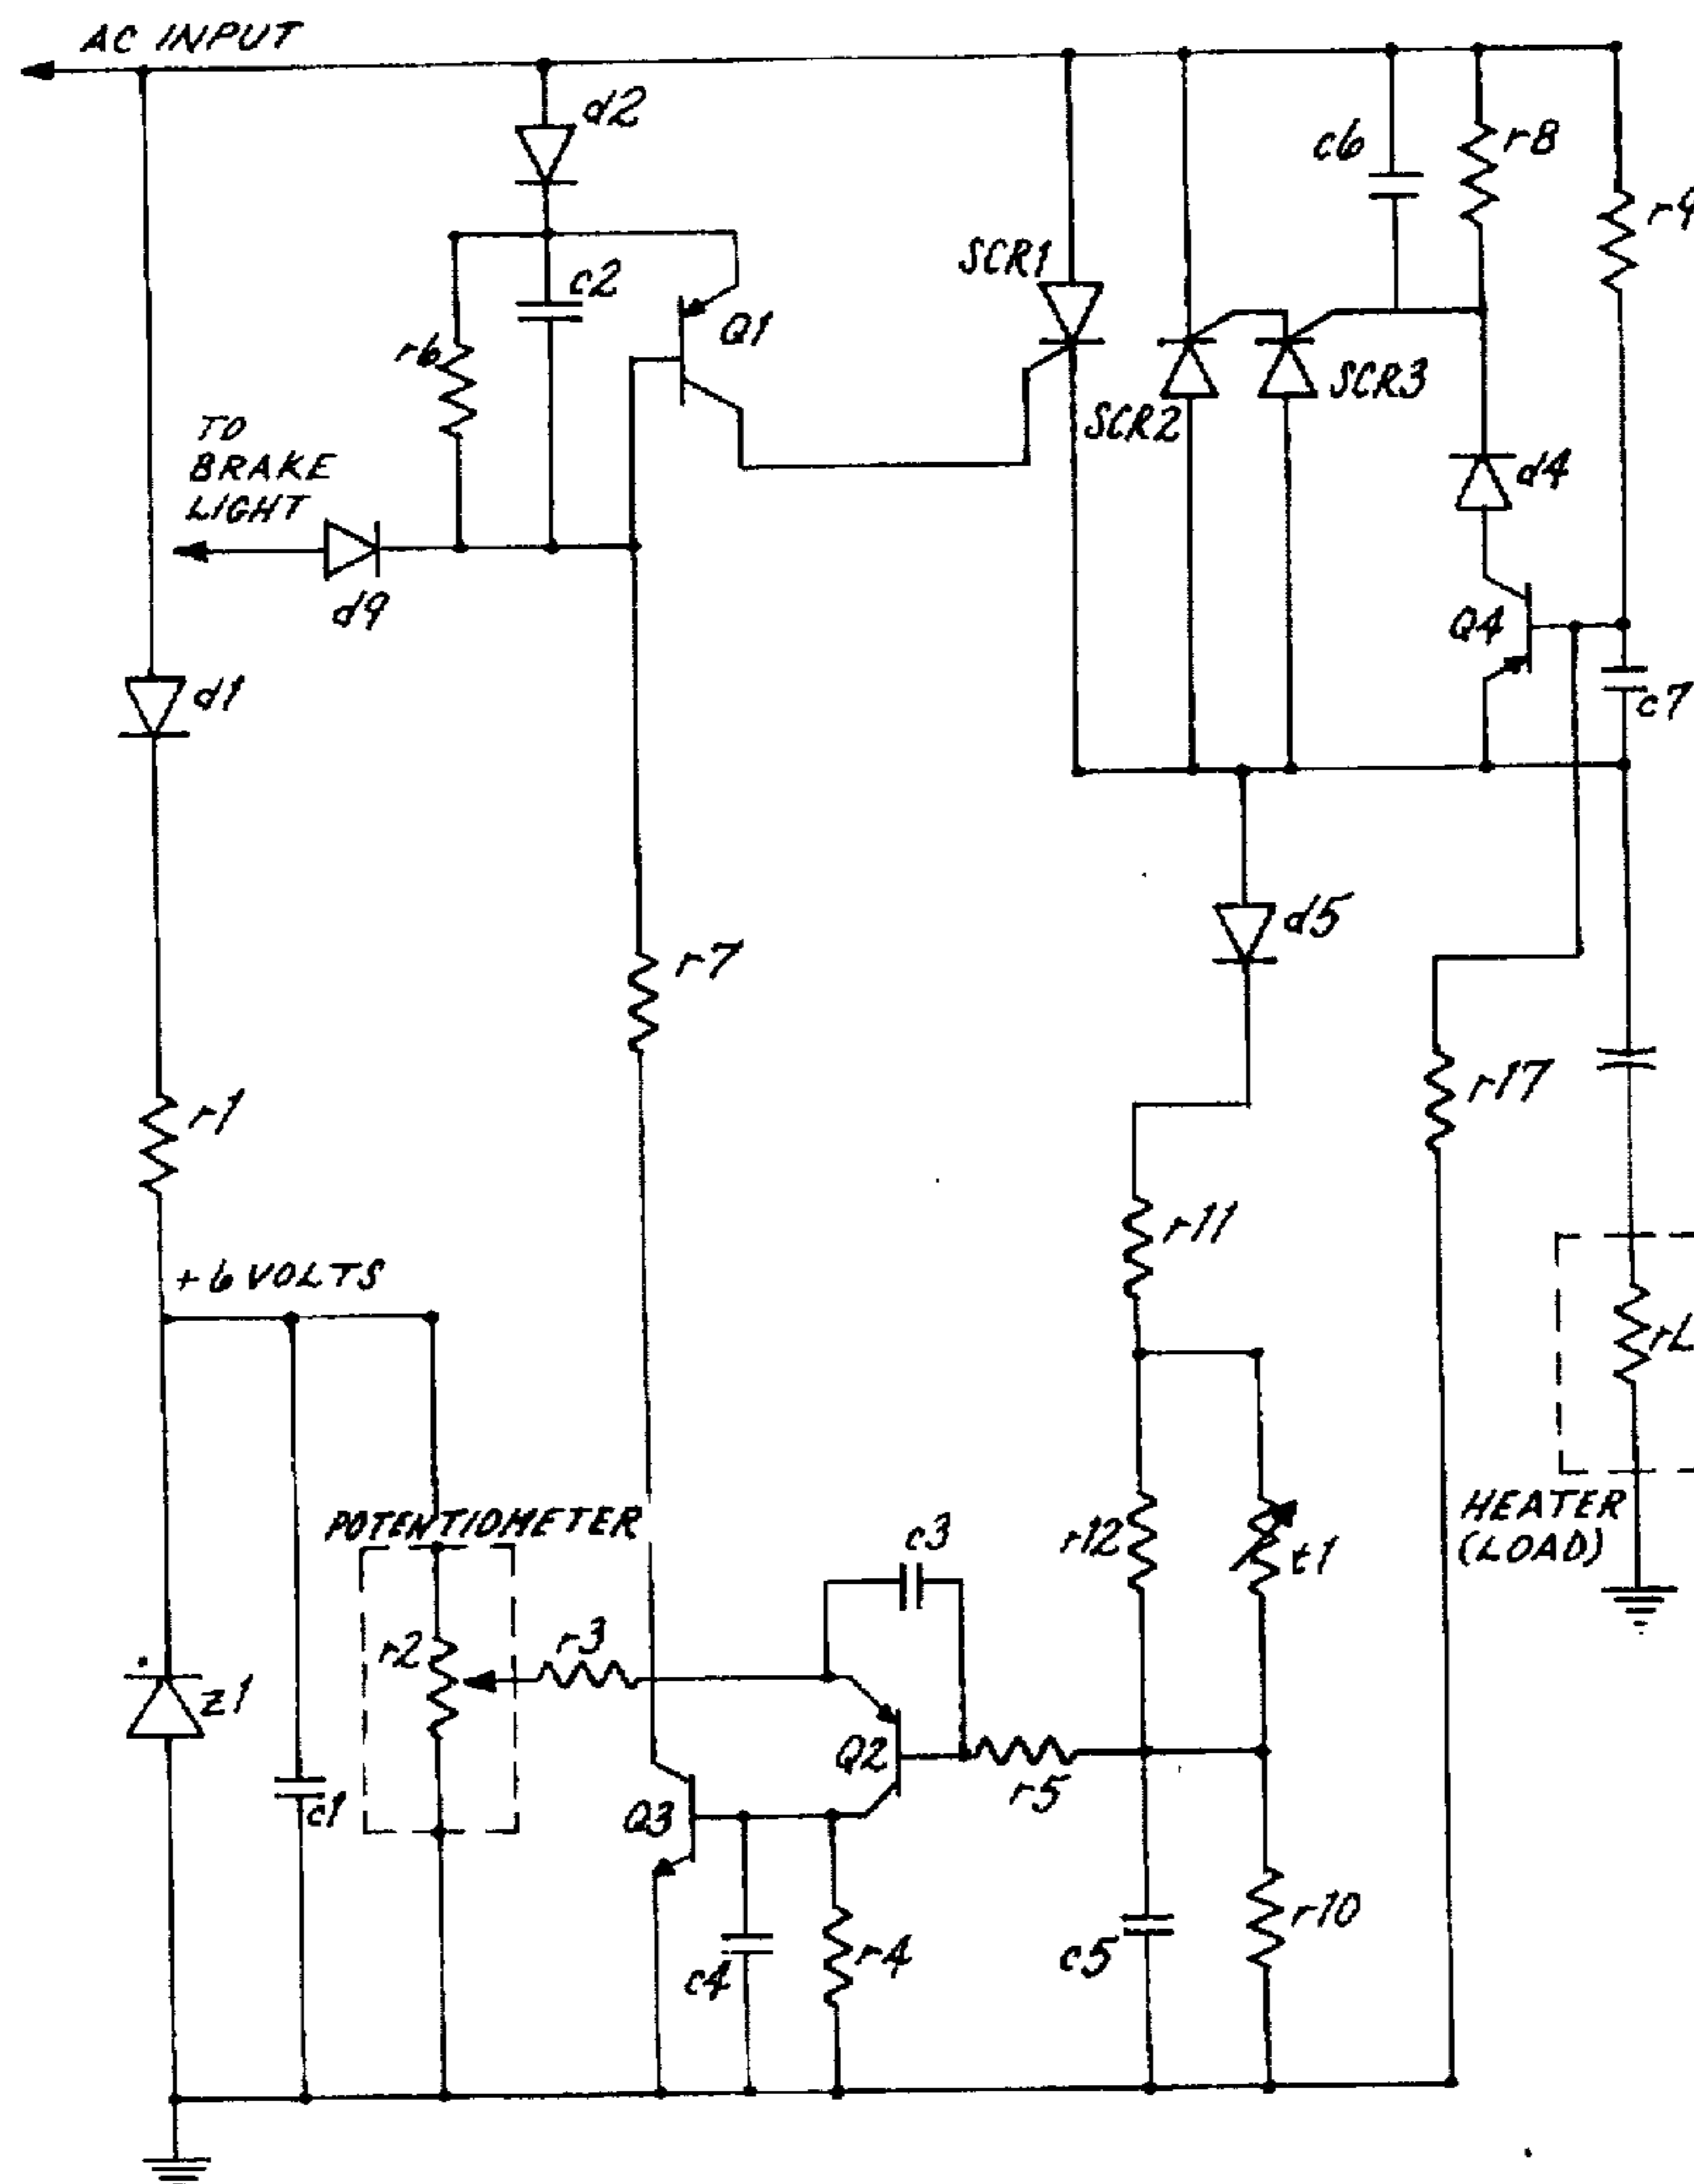 AC INPUT
d2
c6
r8
r9
SCR1
c2
Q1
r6
SCR3
SCR2
TO
BRAKE
LIGHT
d4
d9
Q4
d1
c7
d5
r7
r17
r1
r11
+6 VOLTS
rL
POTENTIOMETER
HEATER
(LOAD)
c3
r12
t1
r3
r2
z1
Q2
r5
Q3
c1
r10
r4
c5
c4